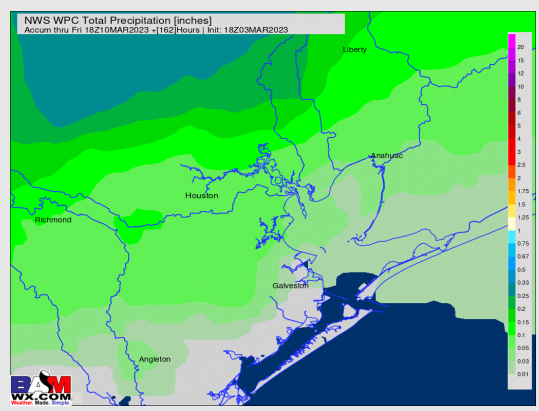 NWS WPC Total Precipitation [inches]
Accum thru Fri 18Z10MAR2023 +[162]Hours | Init: 18Z03MAR2023
Liberty
Anahuac
Houston
Richmond
Galveston
Angleton
20
15
12
10
8
6
5
4
3
2.5
2
1.75
1.5
1.25
1
0.75
0.67
0.5
0.33
0.25
0.2
0.15
0.1
0.05
0.03
0.01
BAM
WX.COM
Weather. Made. Simple.